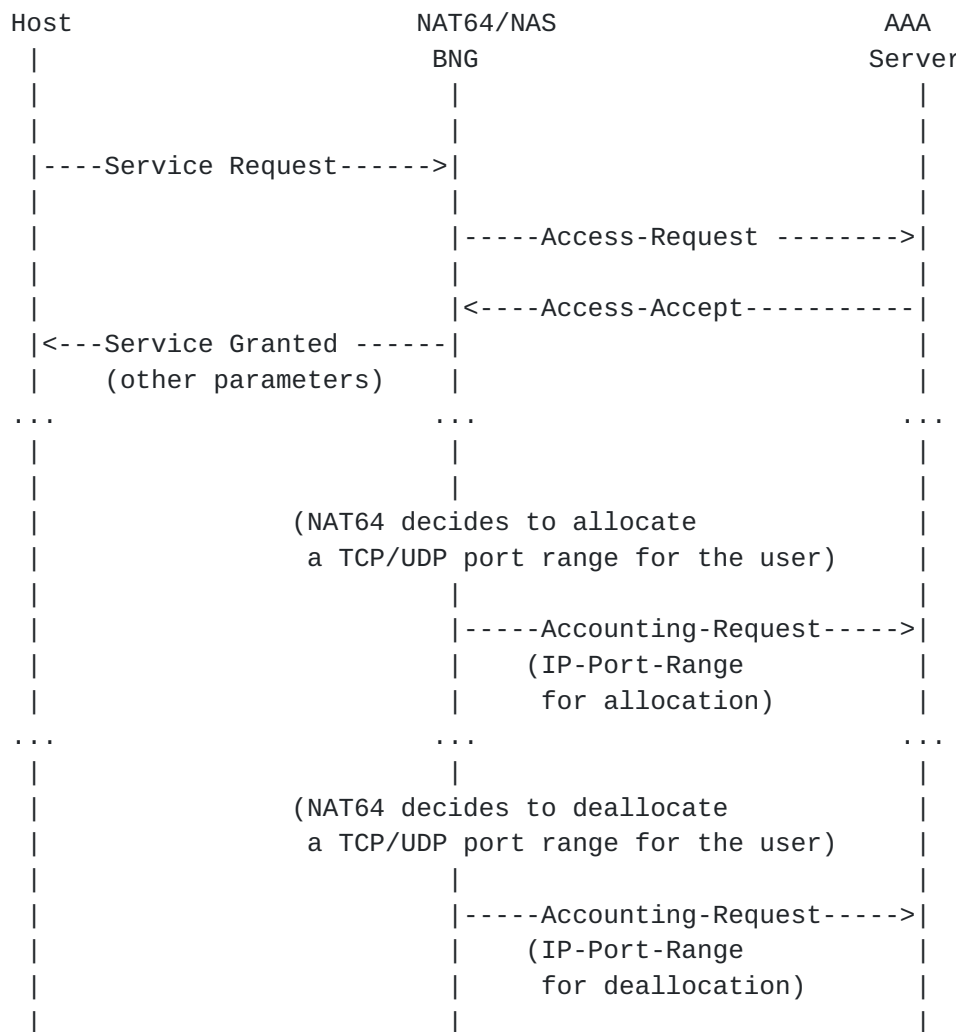 Host NAT64/NAS AAA
BNG Server
----Service Request------>
-----Access-Request -------->
<----Access-Accept-----------
<---Service Granted ------
(other parameters)
... ... ...
(NAT64 decides to allocate
a TCP/UDP port range for the user)
-----Accounting-Request----->
(IP-Port-Range
for allocation)
... ... ...
(NAT64 decides to deallocate
a TCP/UDP port range for the user)
-----Accounting-Request----->
(IP-Port-Range
for deallocation)